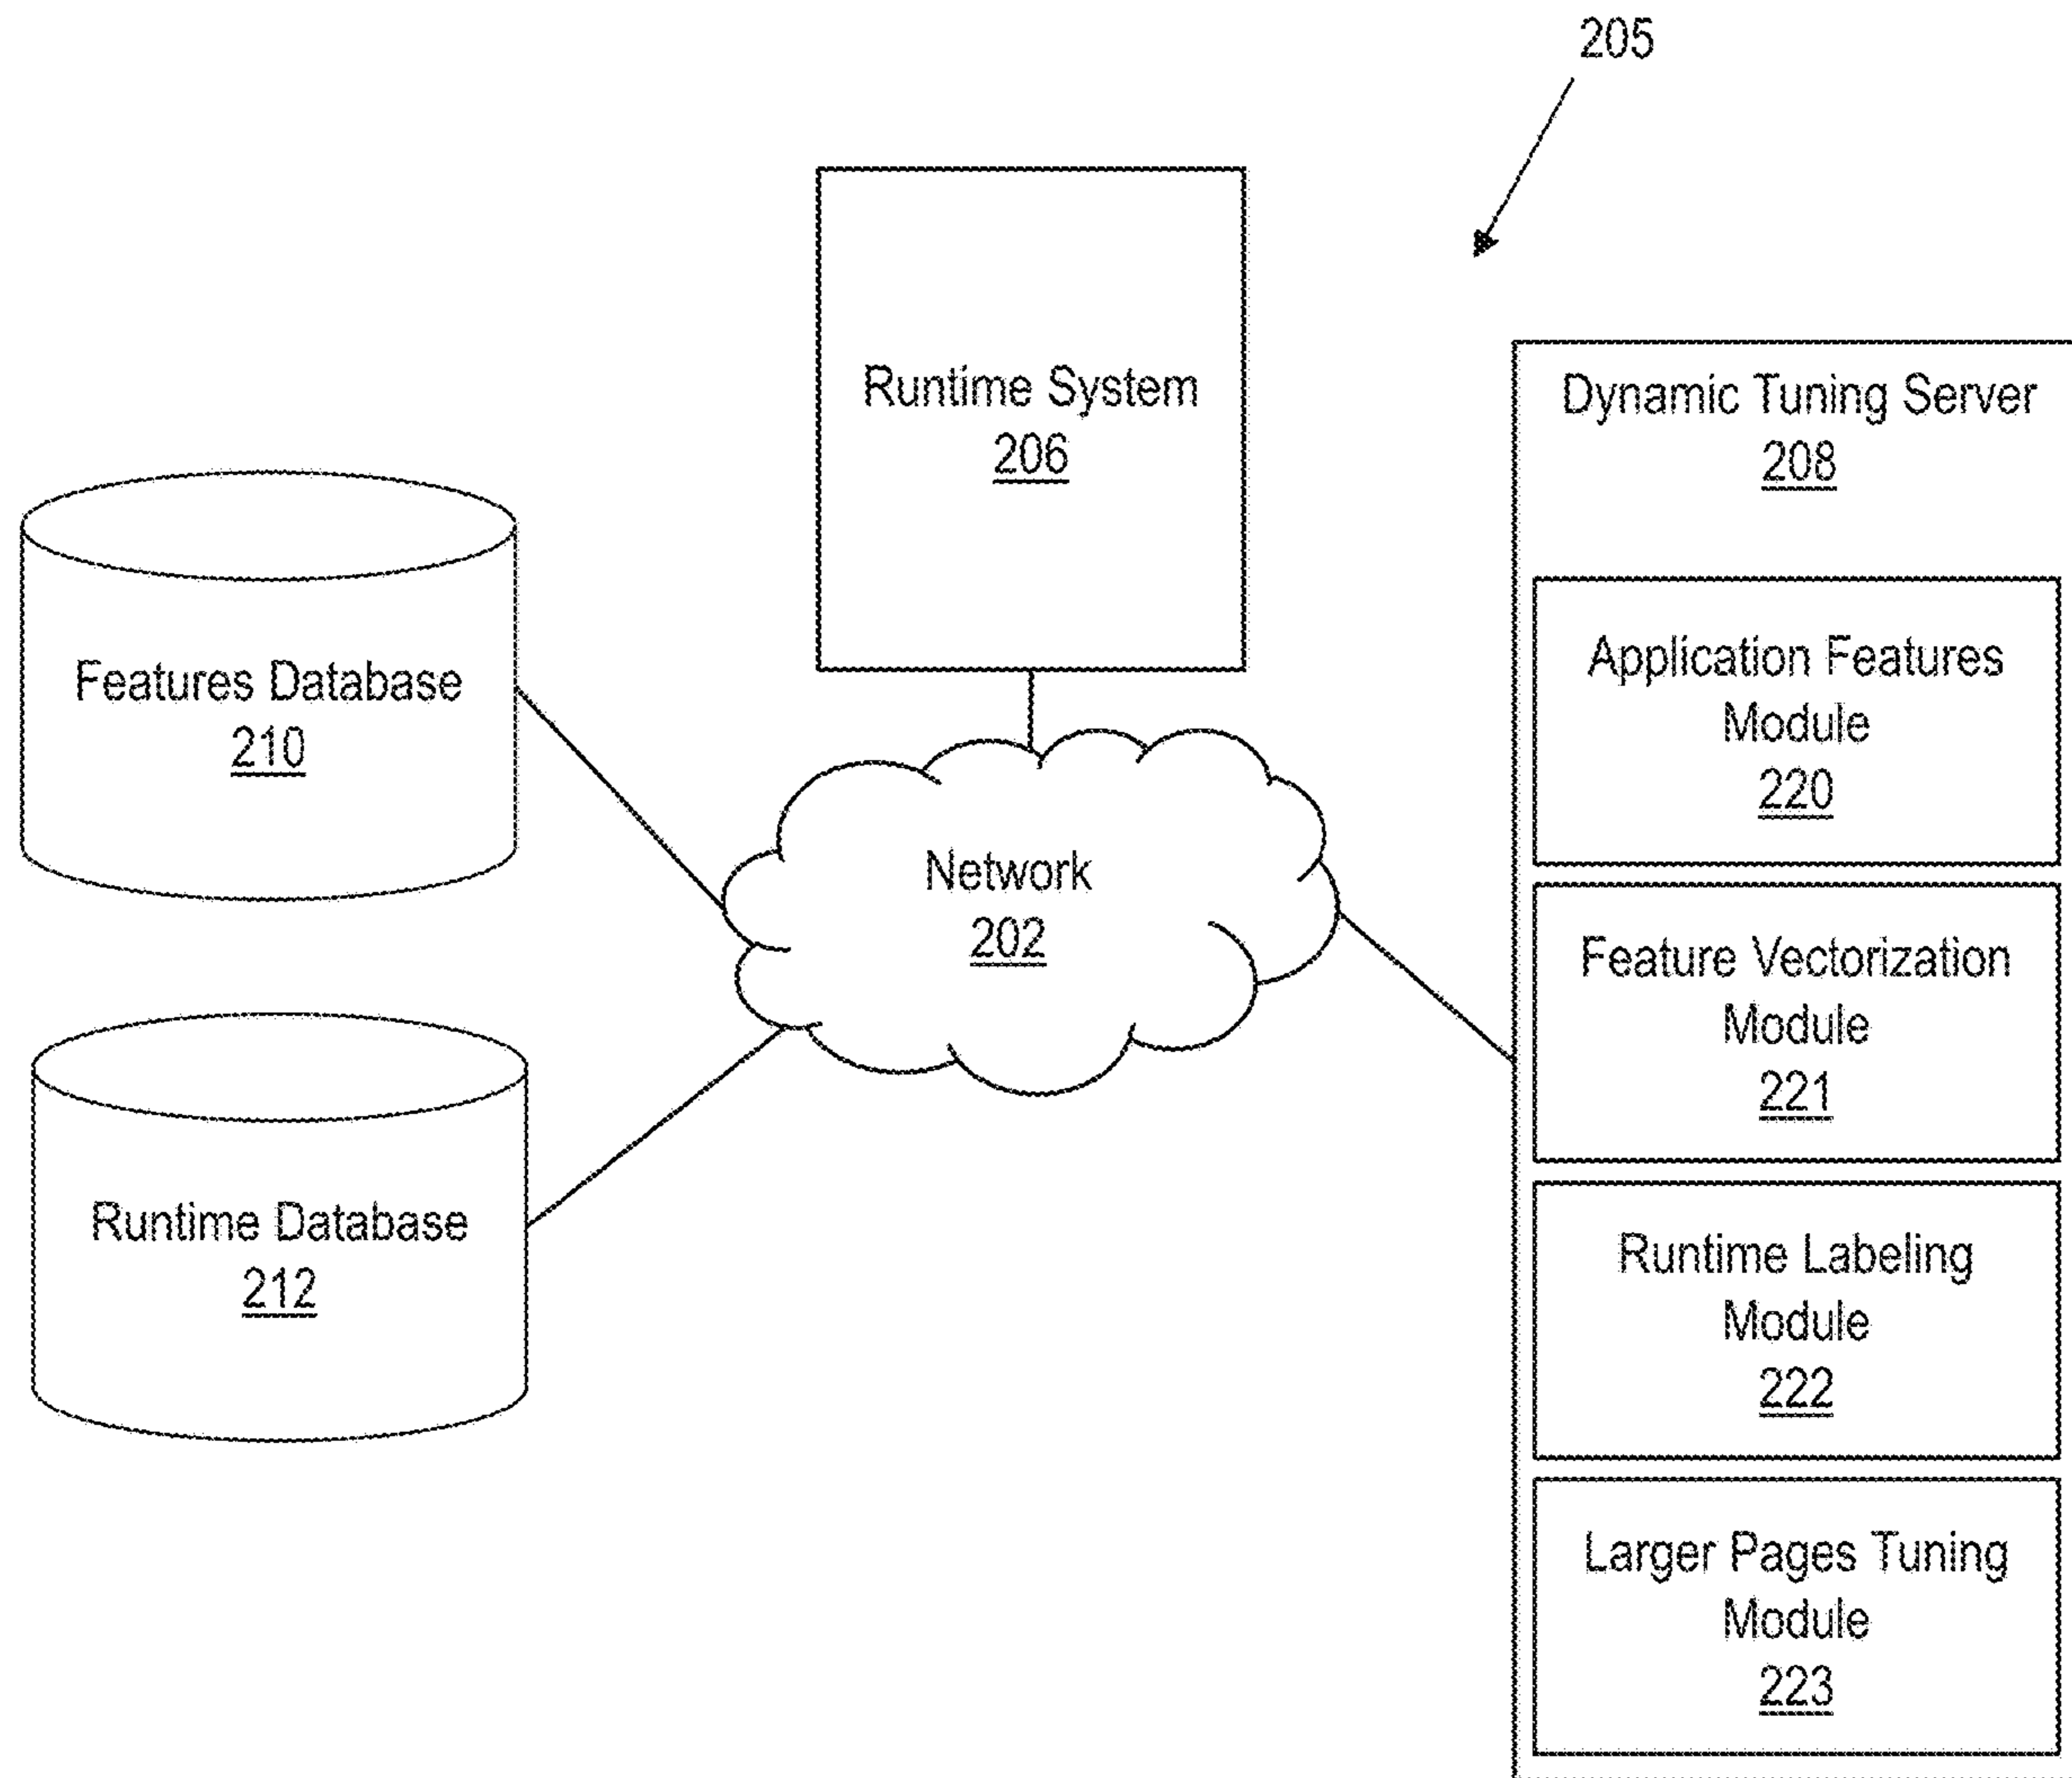 205
Runtime System
206
Dynamic Tuning Server
208
Features Database
210
Application Features
Module
220
Network
202
Feature Vectorization
Module
221
Runtime Database
212
Runtime Labeling
Module
222
Larger Pages Tuning
Module
223